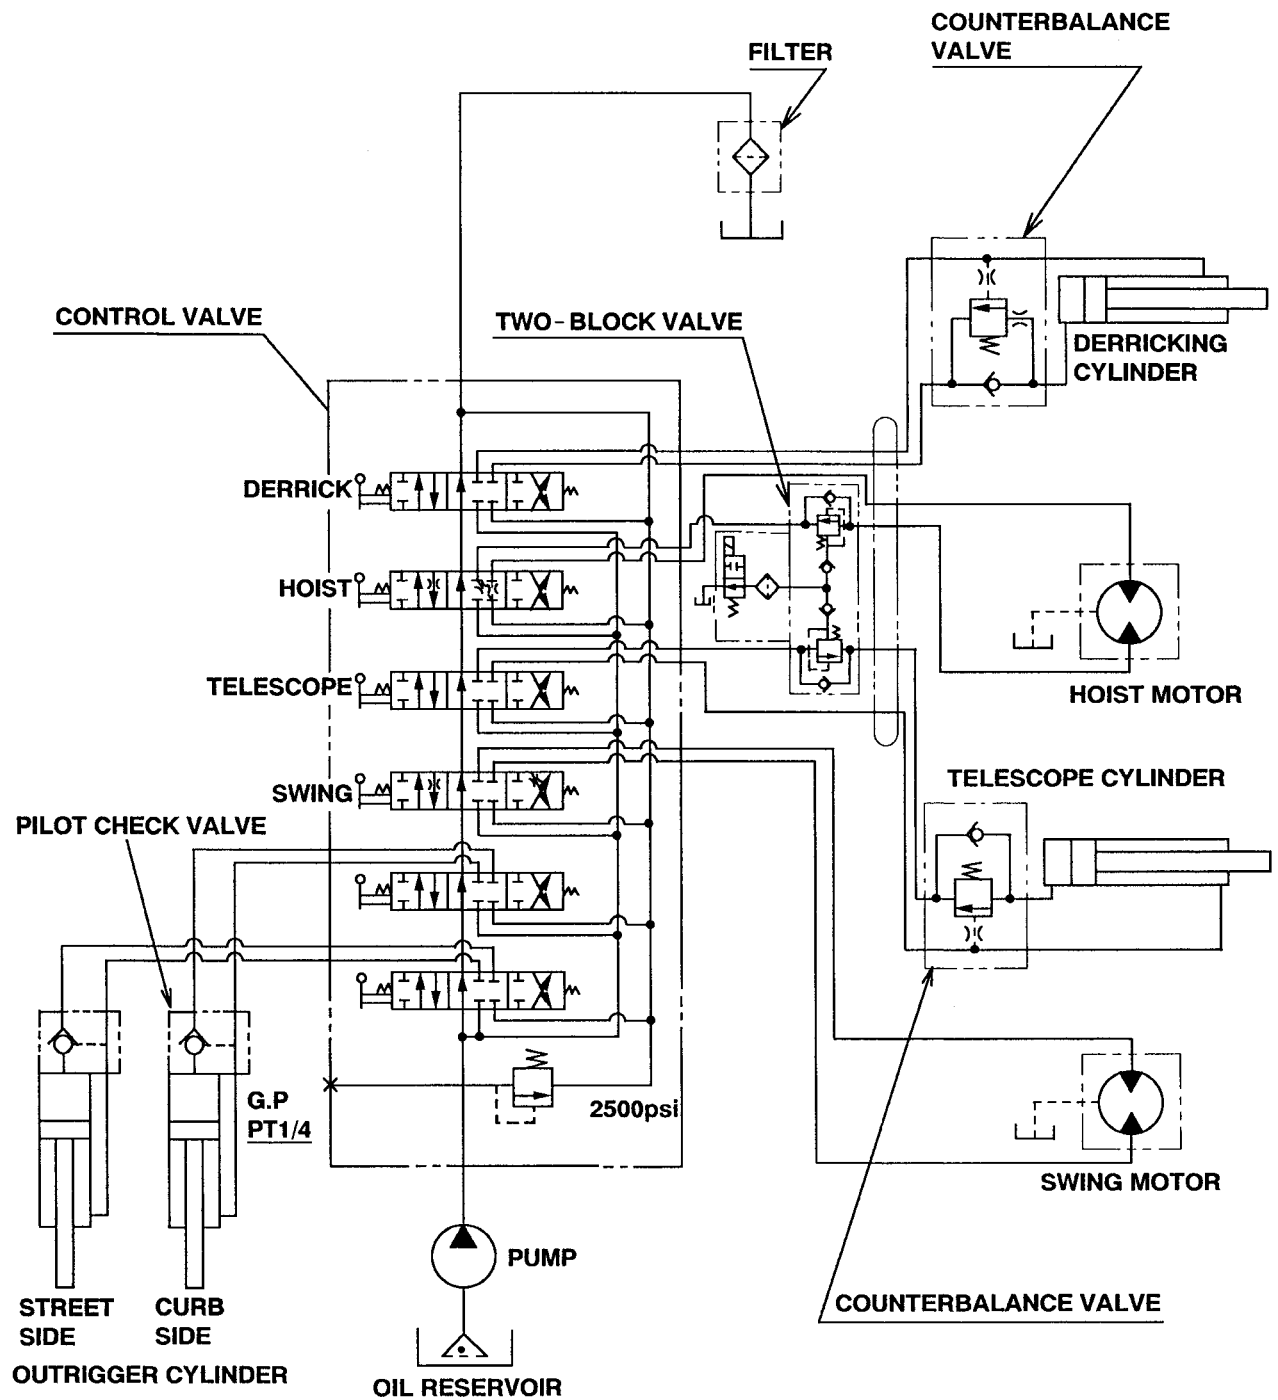 COUNTERBALANCE
VALVE
FILTER
CONTROL VALVE
TWO-BLOCK VALVE
DERRICKING
CYLINDER
DERRICK
HOIST
TELESCOPE
HOIST MOTOR
SWING
TELESCOPE CYLINDER
PILOT CHECK VALVE
G.P
PT1/4
2500psi
SWING MOTOR
PUMP
STREET
SIDE
CURB
SIDE
COUNTERBALANCE VALVE
OUTRIGGER CYLINDER
OIL RESERVOIR